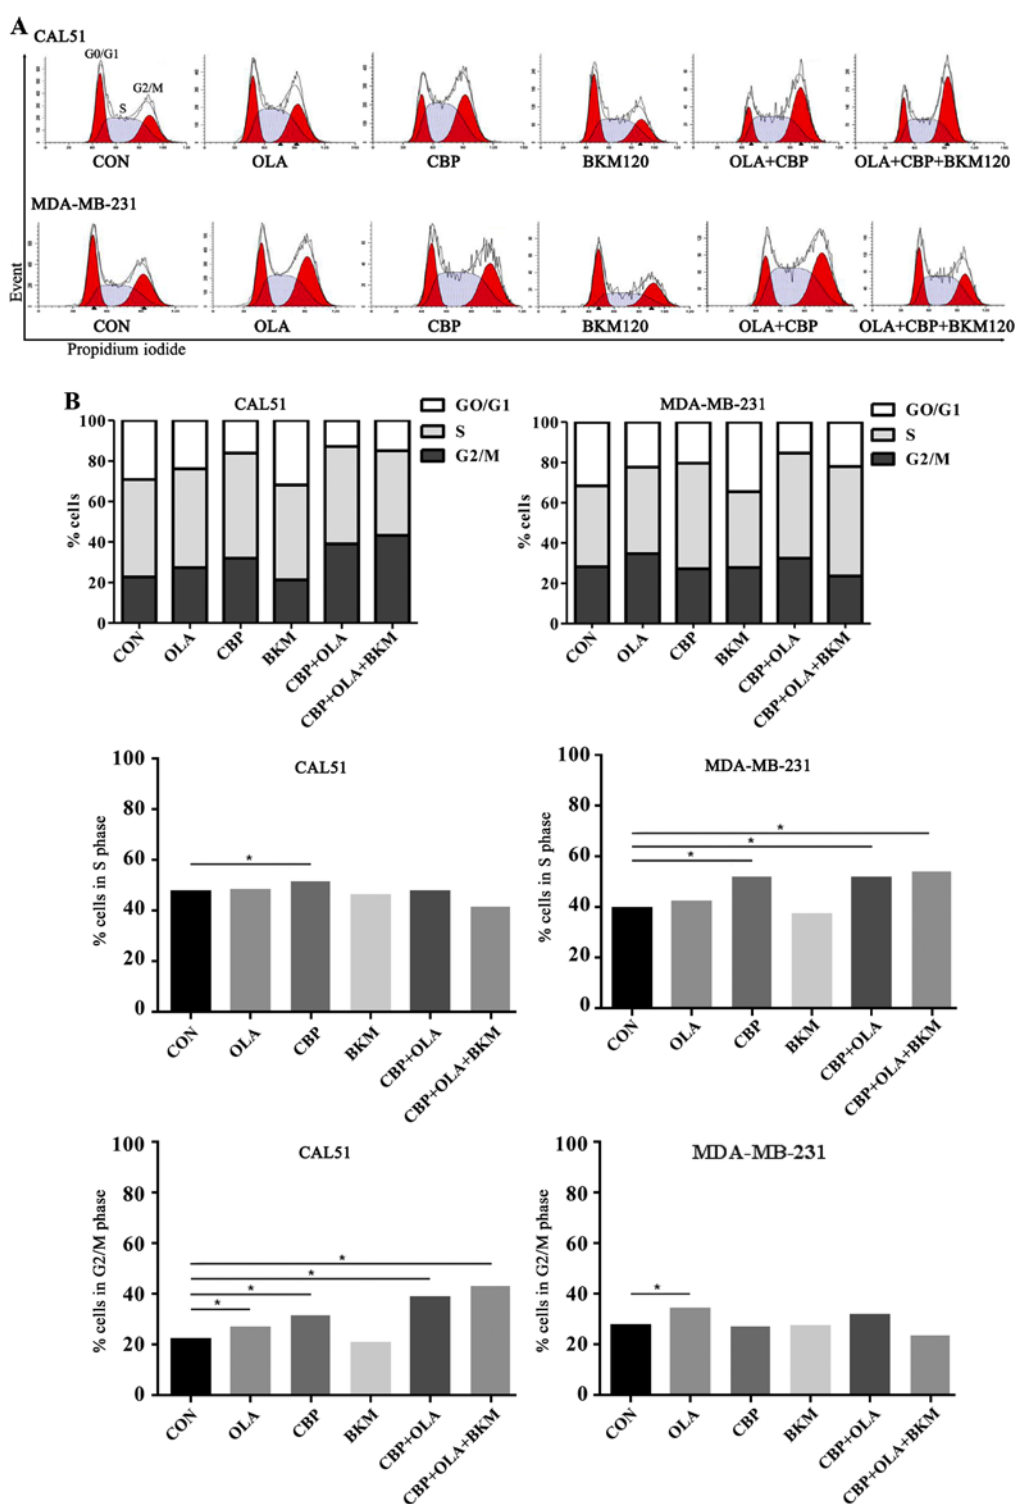 A
CAL51
G0/G1
G2/M
S
CON
OLA
CBP
BKM120
OLA+CBP
OLA+CBP+BKM120
MDA-MB-231
Event
CON
OLA
CBP
BKM120
OLA+CBP
OLA+CBP+BKM120
Propidium iodide
B
CAL51
GO/G1
S
G2/M
% cells
100
80
60
40
20
0
CON
OLA
CBP
BKM
CBP+OLA
CBP+OLA+BKM
MDA-MB-231
GO/G1
S
G2/M
% cells
100
80
60
40
20
0
CON
OLA
CBP
BKM
CBP+OLA
CBP+OLA+BKM
CAL51
% cells in S phase
100
80
60
40
20
0
*
CON
OLA
CBP
BKM
CBP+OLA
CBP+OLA+BKM
MDA-MB-231
% cells in S phase
100
80
60
40
20
0
*
*
*
CON
OLA
CBP
BKM
CBP+OLA
CBP+OLA+BKM
CAL51
% cells in G2/M phase
100
80
60
40
20
0
*
*
*
*
CON
OLA
CBP
BKM
CBP+OLA
CBP+OLA+BKM
MDA-MB-231
% cells in G2/M phase
100
80
60
40
20
0
*
CON
OLA
CBP
BKM
CBP+OLA
CBP+OLA+BKM